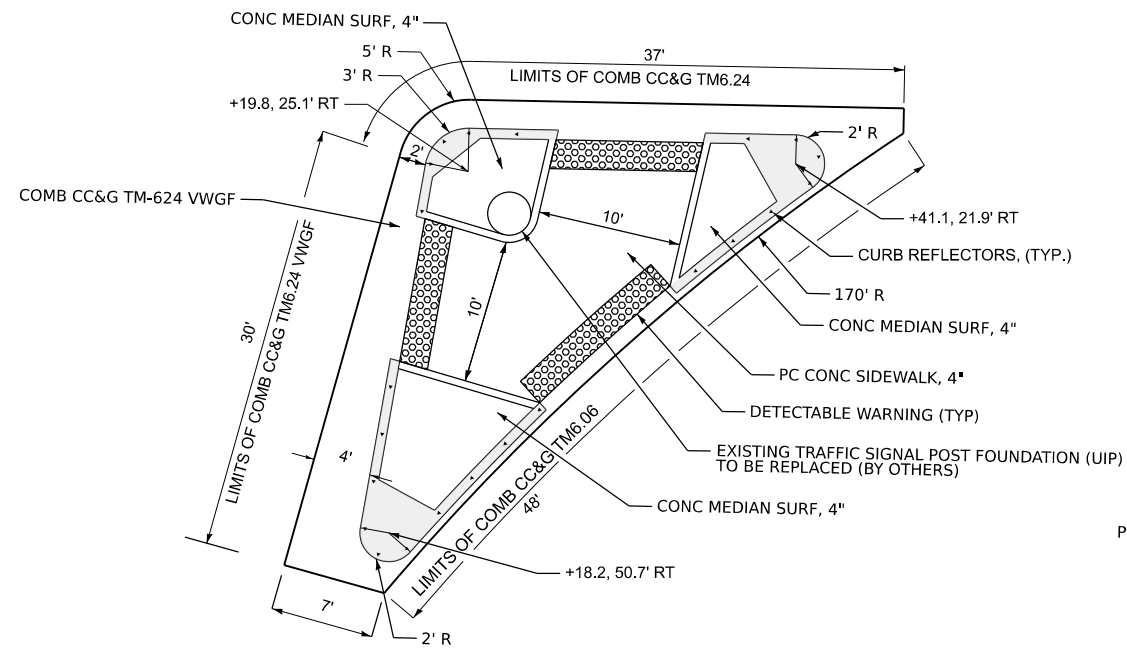 CONC MEDIAN SURF, 4"
5' R
37'
LIMITS OF COMB CC&G TM6.24
3' R
+19.8, 25.1' RT
2' R
2'
COMB CC&G TM-624 VWGF
10'
+41.1, 21.9' RT
CURB REFLECTORS, (TYP.)
30'
LIMITS OF COMB CC&G TM6.24 VWGF
170' R
10'
CONC MEDIAN SURF, 4"
PC CONC SIDEWALK, 4"
DETECTABLE WARNING (TYP)
4'
EXISTING TRAFFIC SIGNAL POST FOUNDATION (UIP)
TO BE REPLACED (BY OTHERS)
LIMITS OF COMB CC&G TM6.06
48'
CONC MEDIAN SURF, 4"
P
+18.2, 50.7' RT
7'
2' R